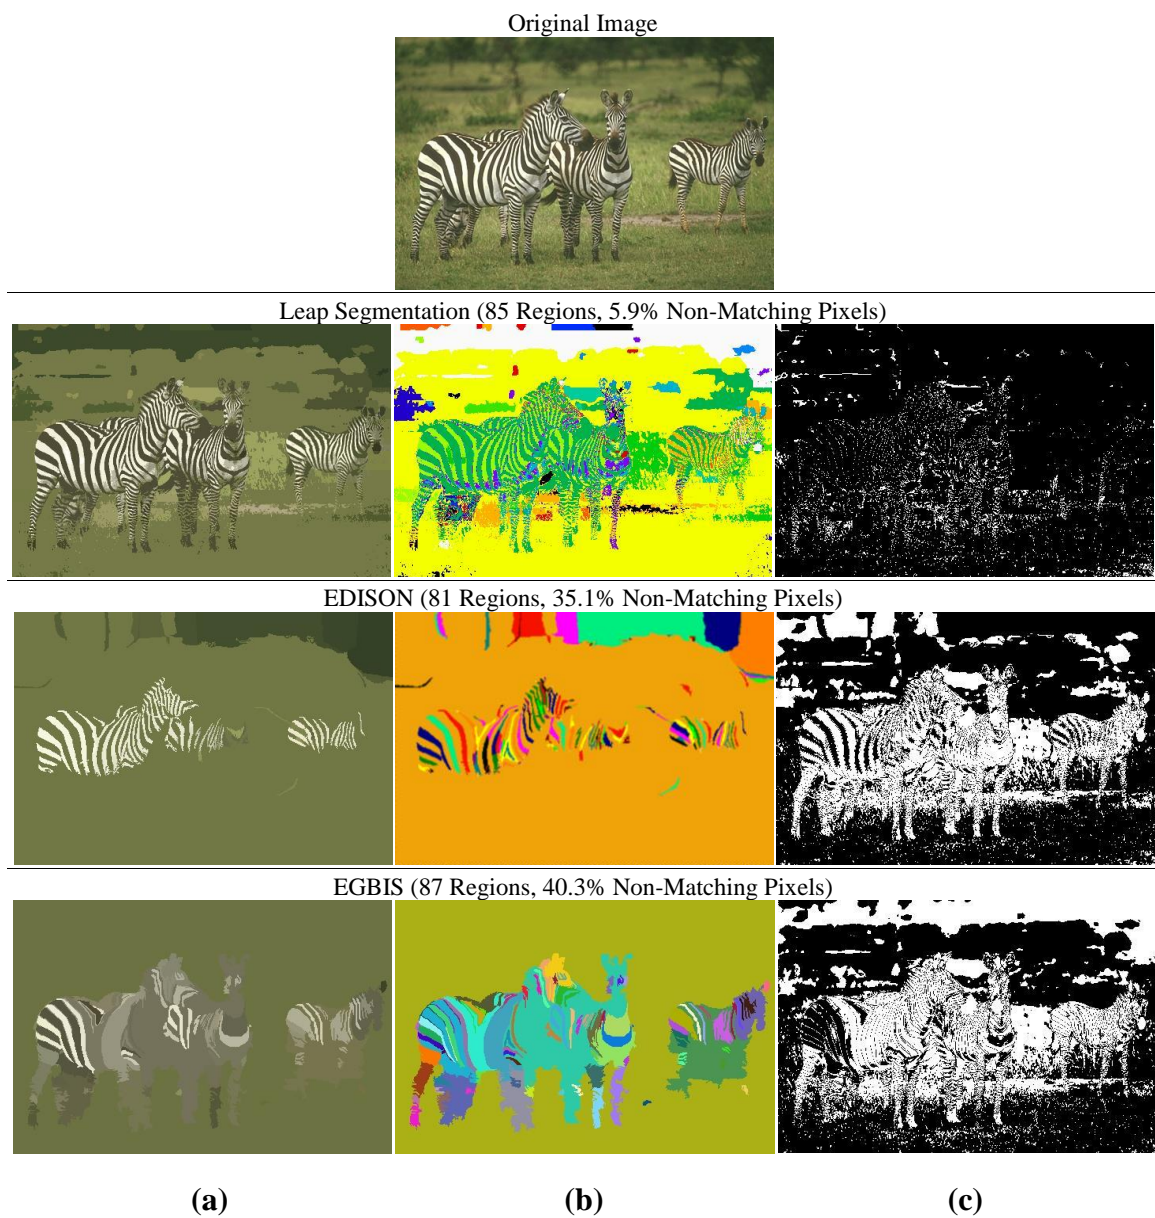 Original Image
Leap Segmentation (85 Regions, 5.9% Non-Matching Pixels)
EDISON (81 Regions, 35.1% Non-Matching Pixels)
EGBIS (87 Regions, 40.3% Non-Matching Pixels)
(a) (b) (c)